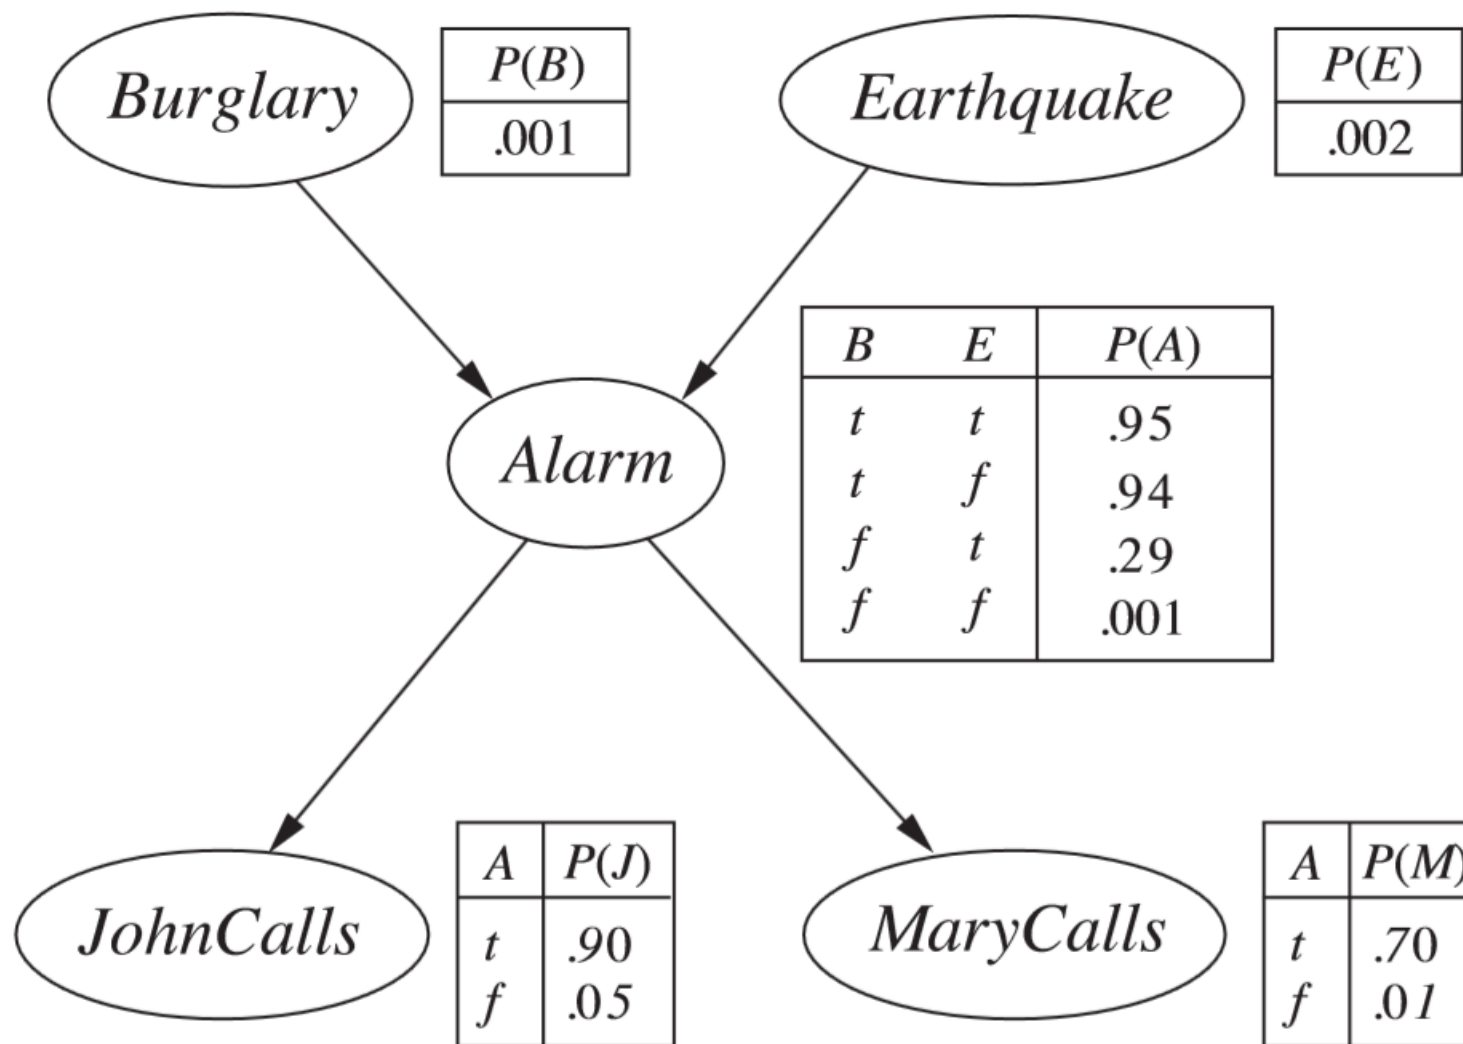 Burglary
P(B)
.001
Earthquake
P(E)
.002
Alarm
B E P(A)
t t .95
t f .94
f t .29
f f .001
JohnCalls
A P(J)
t .90
f .05
MaryCalls
A P(M)
t .70
f .01